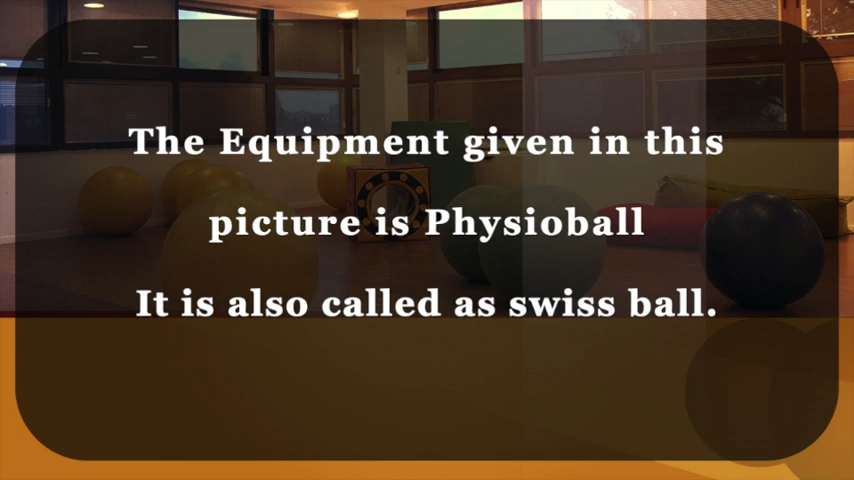 The Equipment given in this
picture is Physioball
It is also called as swiss ball.